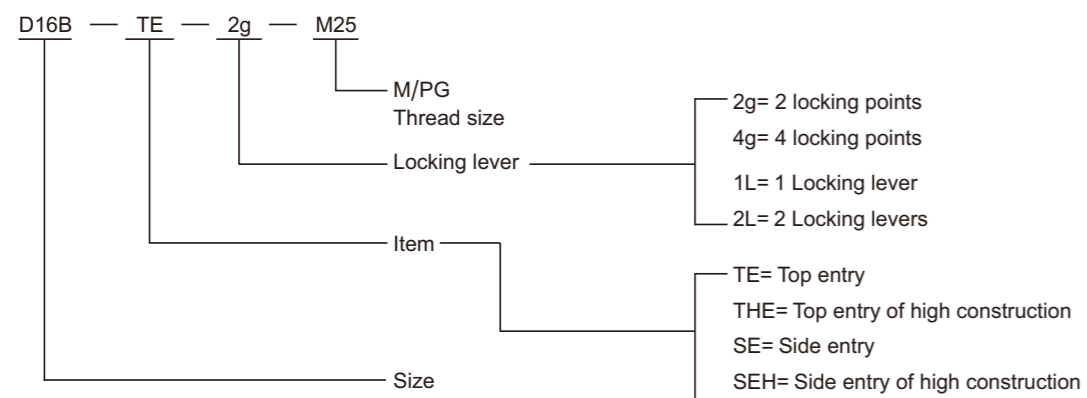 D16B — TE — 2g — M25
M/PG
Thread size
Locking lever
2g= 2 locking points
4g= 4 locking points
1L= 1 Locking lever
2L= 2 Locking levers
Item
TE= Top entry
THE= Top entry of high construction
SE= Side entry
SEH= Side entry of high construction
Size